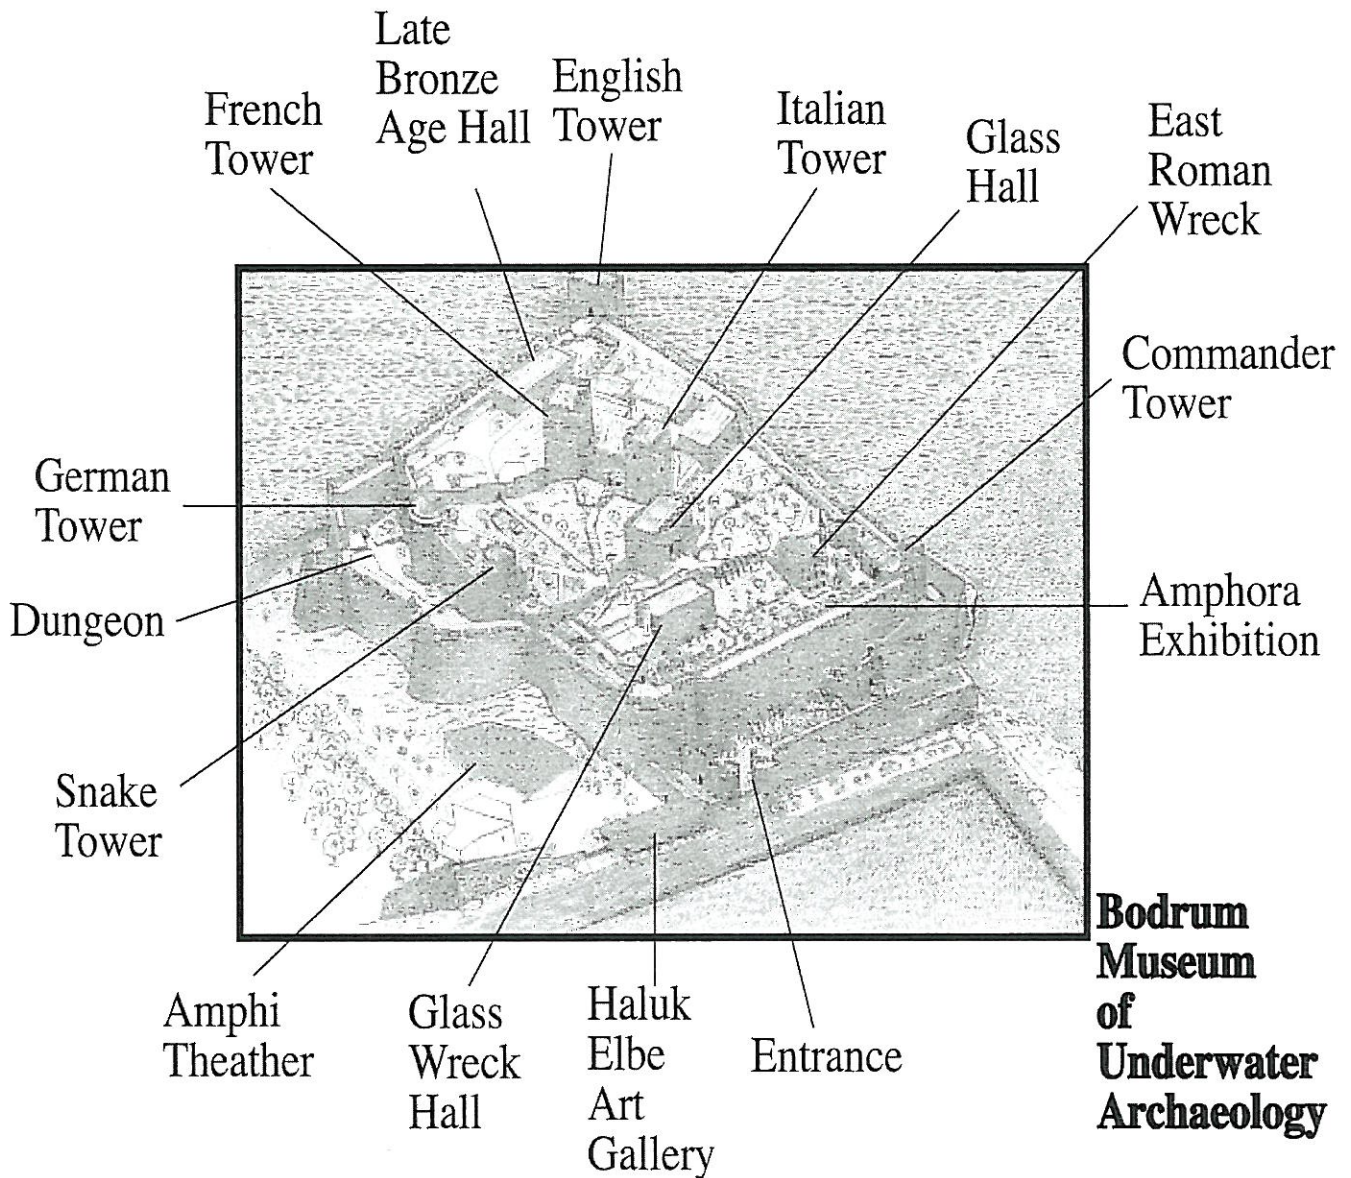 Late
Bronze
Age Hall
English
Tower
French
Tower
Italian
Tower
Glass
Hall
East
Roman
Wreck
Commander
Tower
German
Tower
Dungeon
Amphora
Exhibition
Snake
Tower
Amphi
Theather
Glass
Wreck
Hall
Haluk
Elbe
Art
Gallery
Entrance
Bodrum
Museum
of
Underwater
Archaeology